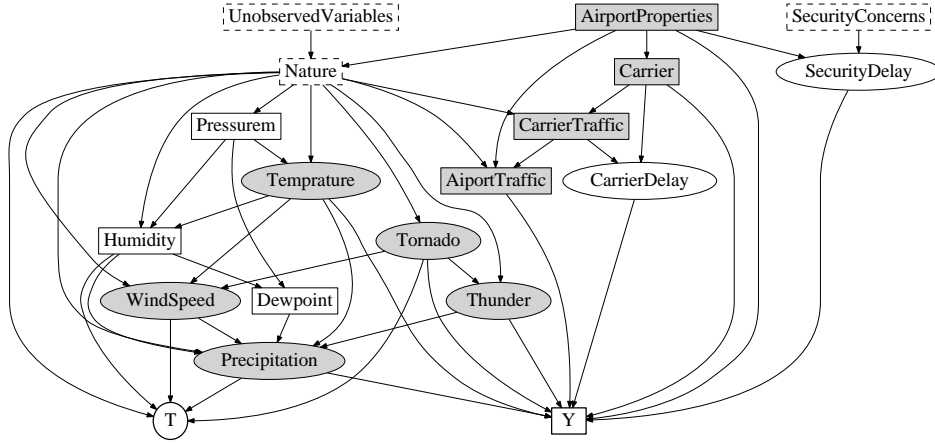 UnobservedVariables
AirportProperties
SecurityConcerns
Nature
Carrier
SecurityDelay
Pressurem
CarrierTraffic
Temprature
AiportTraffic
CarrierDelay
Humidity
Tornado
WindSpeed
Dewpoint
Thunder
Precipitation
T
Y